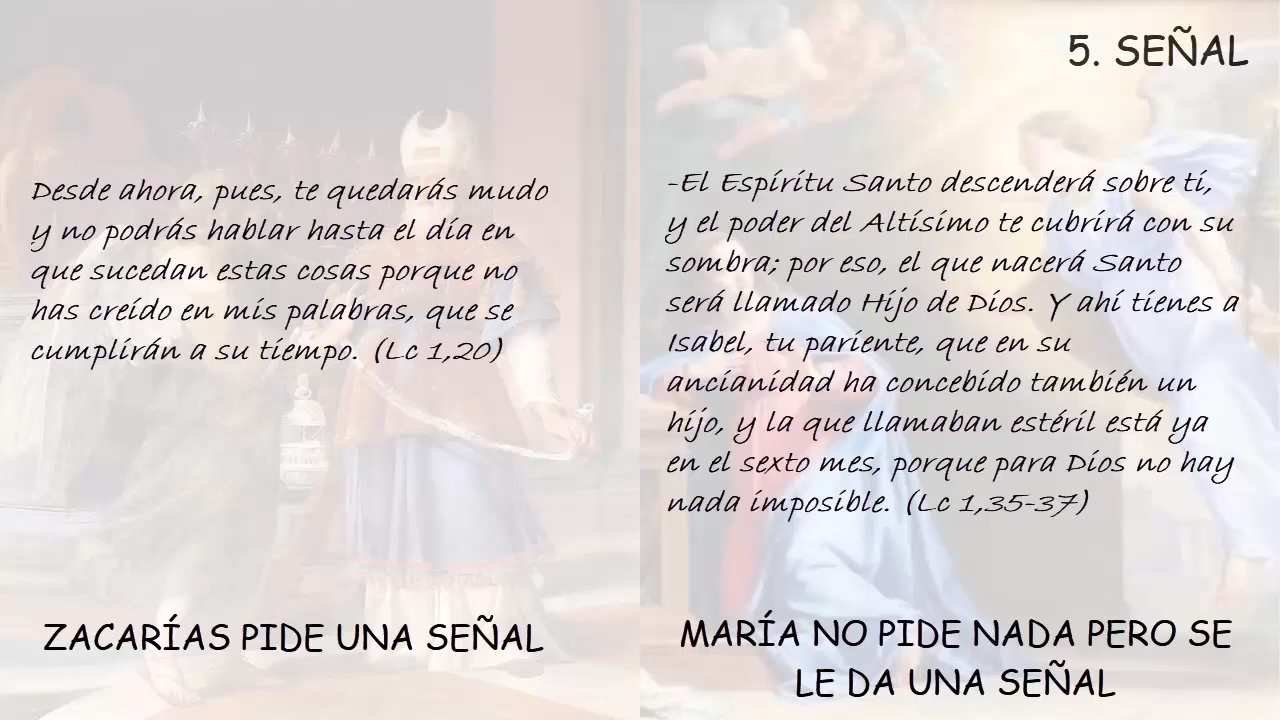 5. SEÑAL
Desde ahora, pues, te quedarás mudo
y no podrás hablar hasta el día en
que sucedan estas cosas porque no
has creído en mis palabras, que se
cumplirán a su tiempo. (Lc 1,20)
ZACARÍAS PIDE UNA SEÑAL
-El Espíritu Santo descenderá sobre ti,
y el poder del Altísimo te cubrirá con su
sombra; por eso, el que nacerá Santo
será llamado Hijo de Dios. Y ahí tienes a
Isabel, tu pariente, que en su
ancianidad ha concebido también un
hijo, y la que llamaban estéril está ya
en el sexto mes, porque para Dios no hay
nada imposible. (Lc 1,35-37)
MARÍA NO PIDE NADA PERO SE
LE DA UNA SEÑAL